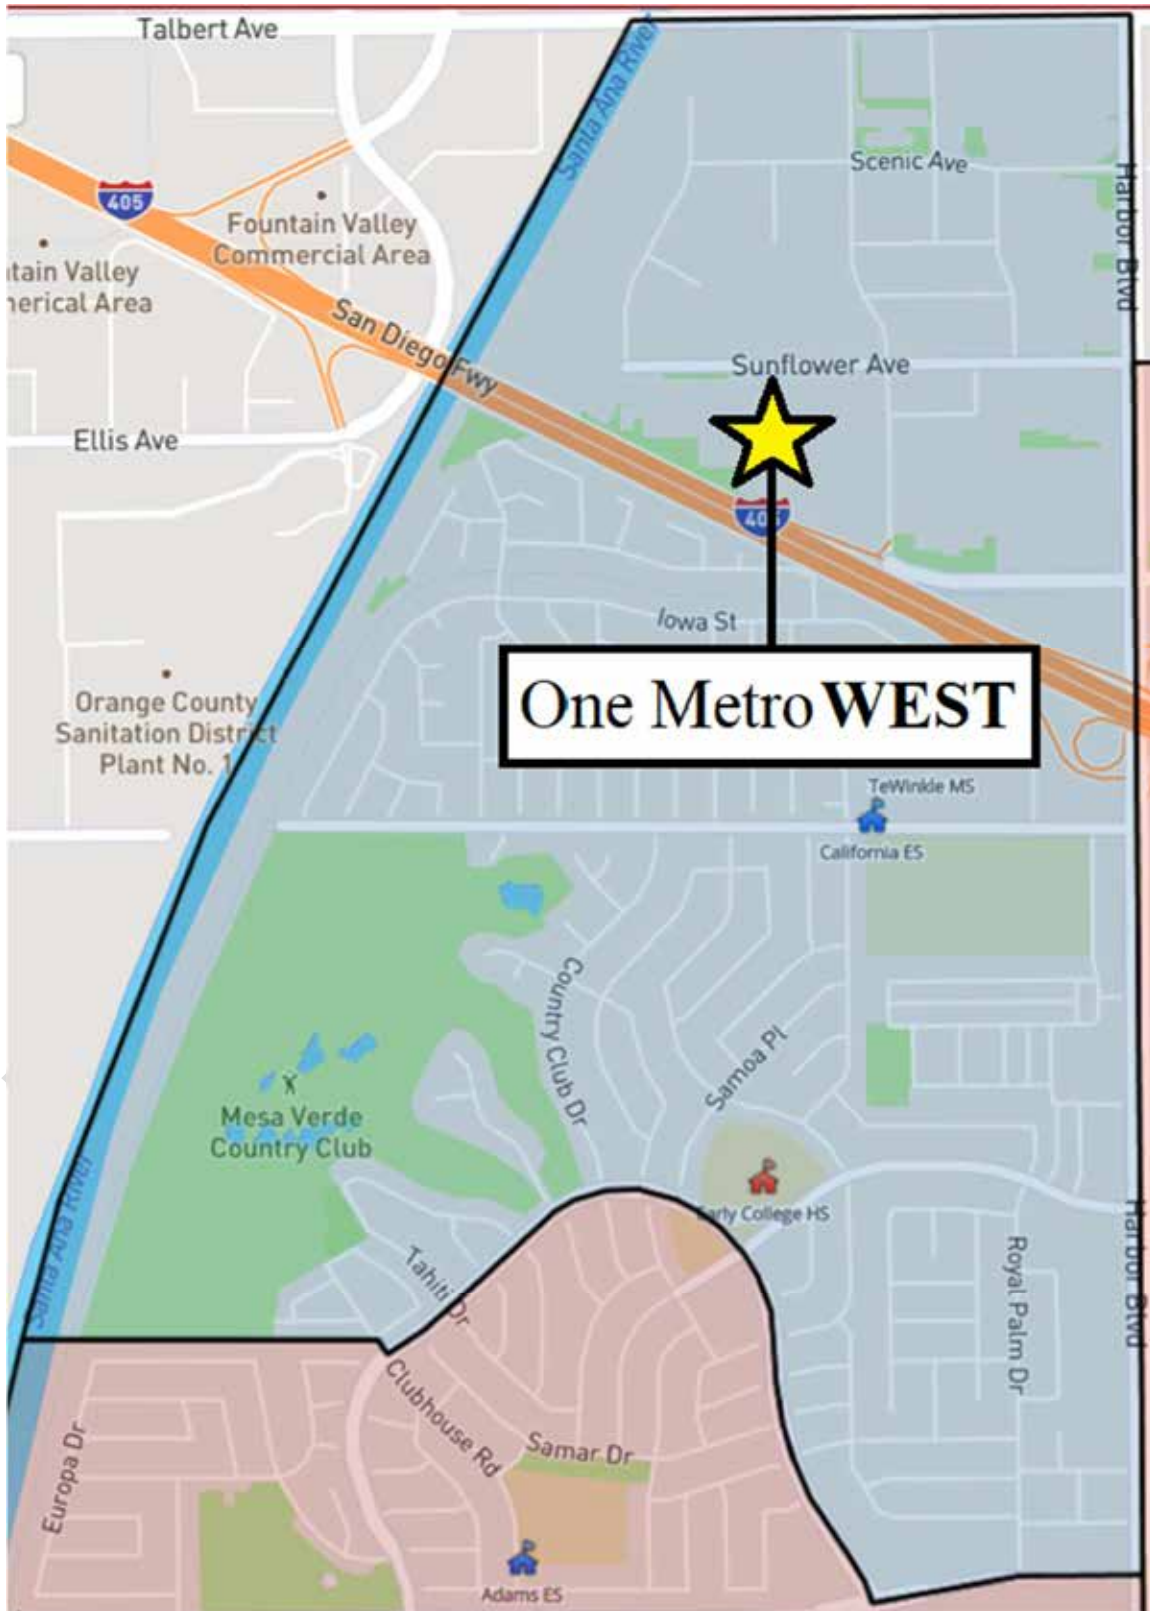 Talbert Ave
Santa Ana River
Scenic Ave
Harbor Blvd
405
Fountain Valley
Commercial Area
ntain Valley
merical Area
San Diego Fwy
Sunflower Ave
Ellis Ave
405
Iowa St
Orange County
Sanitation District
Plant No. 1
One Metro WEST
TeWinkle MS
California ES
Country Club Dr
Samoa Pl
Mesa Verde
Country Club
Santa Ana River
Early College HS
Harbor Blvd
Tahiti Dr
Royal Palm Dr
Clubhouse Rd
Samar Dr
Europa Dr
Adams ES